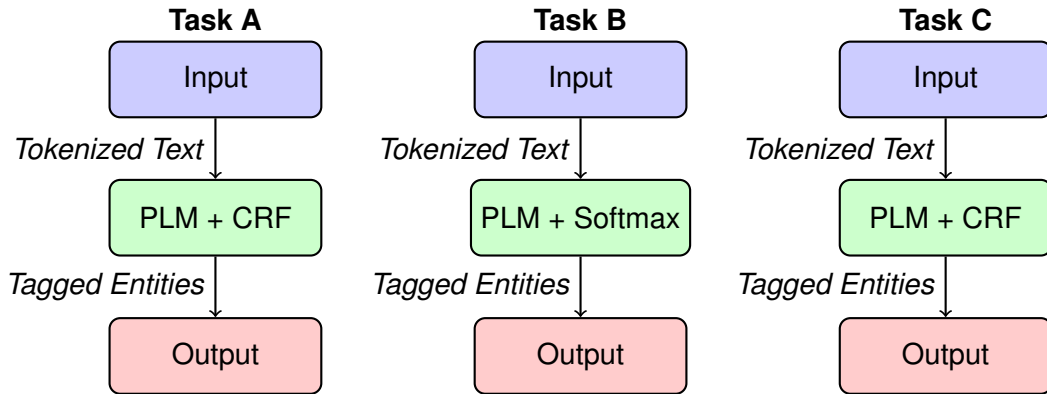 Task A
Input
Tokenized Text
PLM + CRF
Tagged Entities
Output
Task B
Input
Tokenized Text
PLM + Softmax
Tagged Entities
Output
Task C
Input
Tokenized Text
PLM + CRF
Tagged Entities
Output